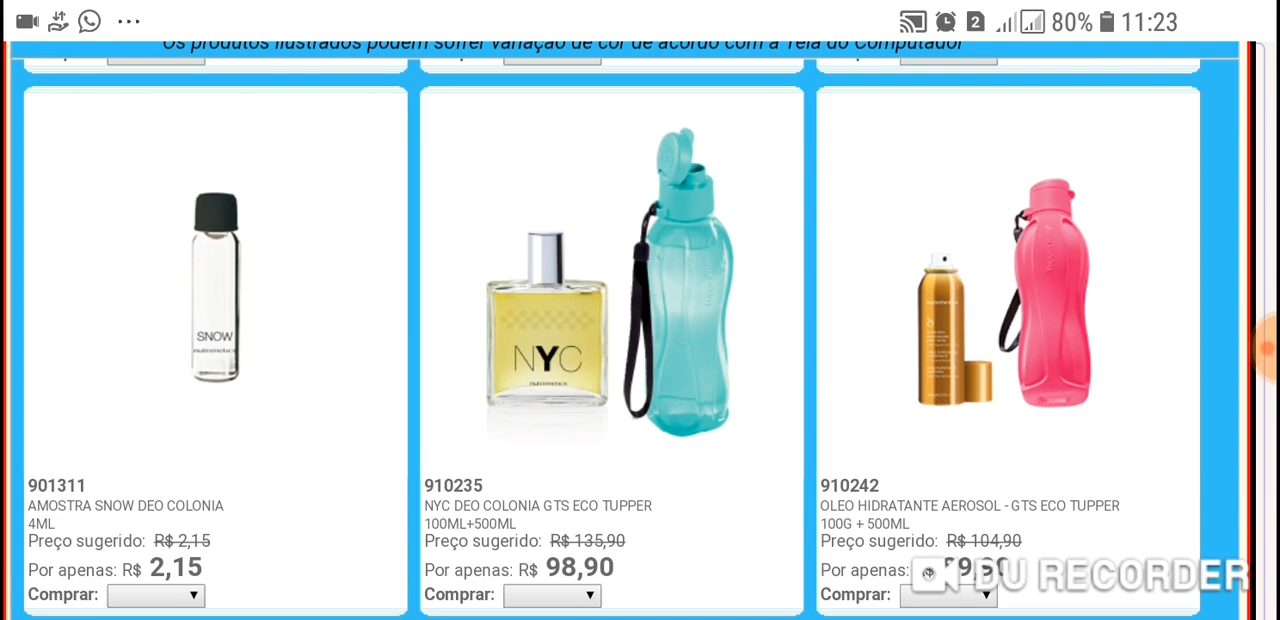 80% 11:23
2
Os produtos ilustrados podem sofrer variação de cor de acordo com a Tela do Computador
SNOW
nutrimetics
NYC
nutrimetics
901311
AMOSTRA SNOW DEO COLONIA
4ML
Preço sugerido: R$ 2,15
Por apenas: R$ 2,15
Comprar:
910235
NYC DEO COLONIA GTS ECO TUPPER
100ML+500ML
Preço sugerido: R$ 135,90
Por apenas: R$ 98,90
Comprar:
910242
OLEO HIDRATANTE AEROSOL - GTS ECO TUPPER
100G + 500ML
Preço sugerido: R$ 104,90
Por apenas:
Comprar:
DU RECORDER